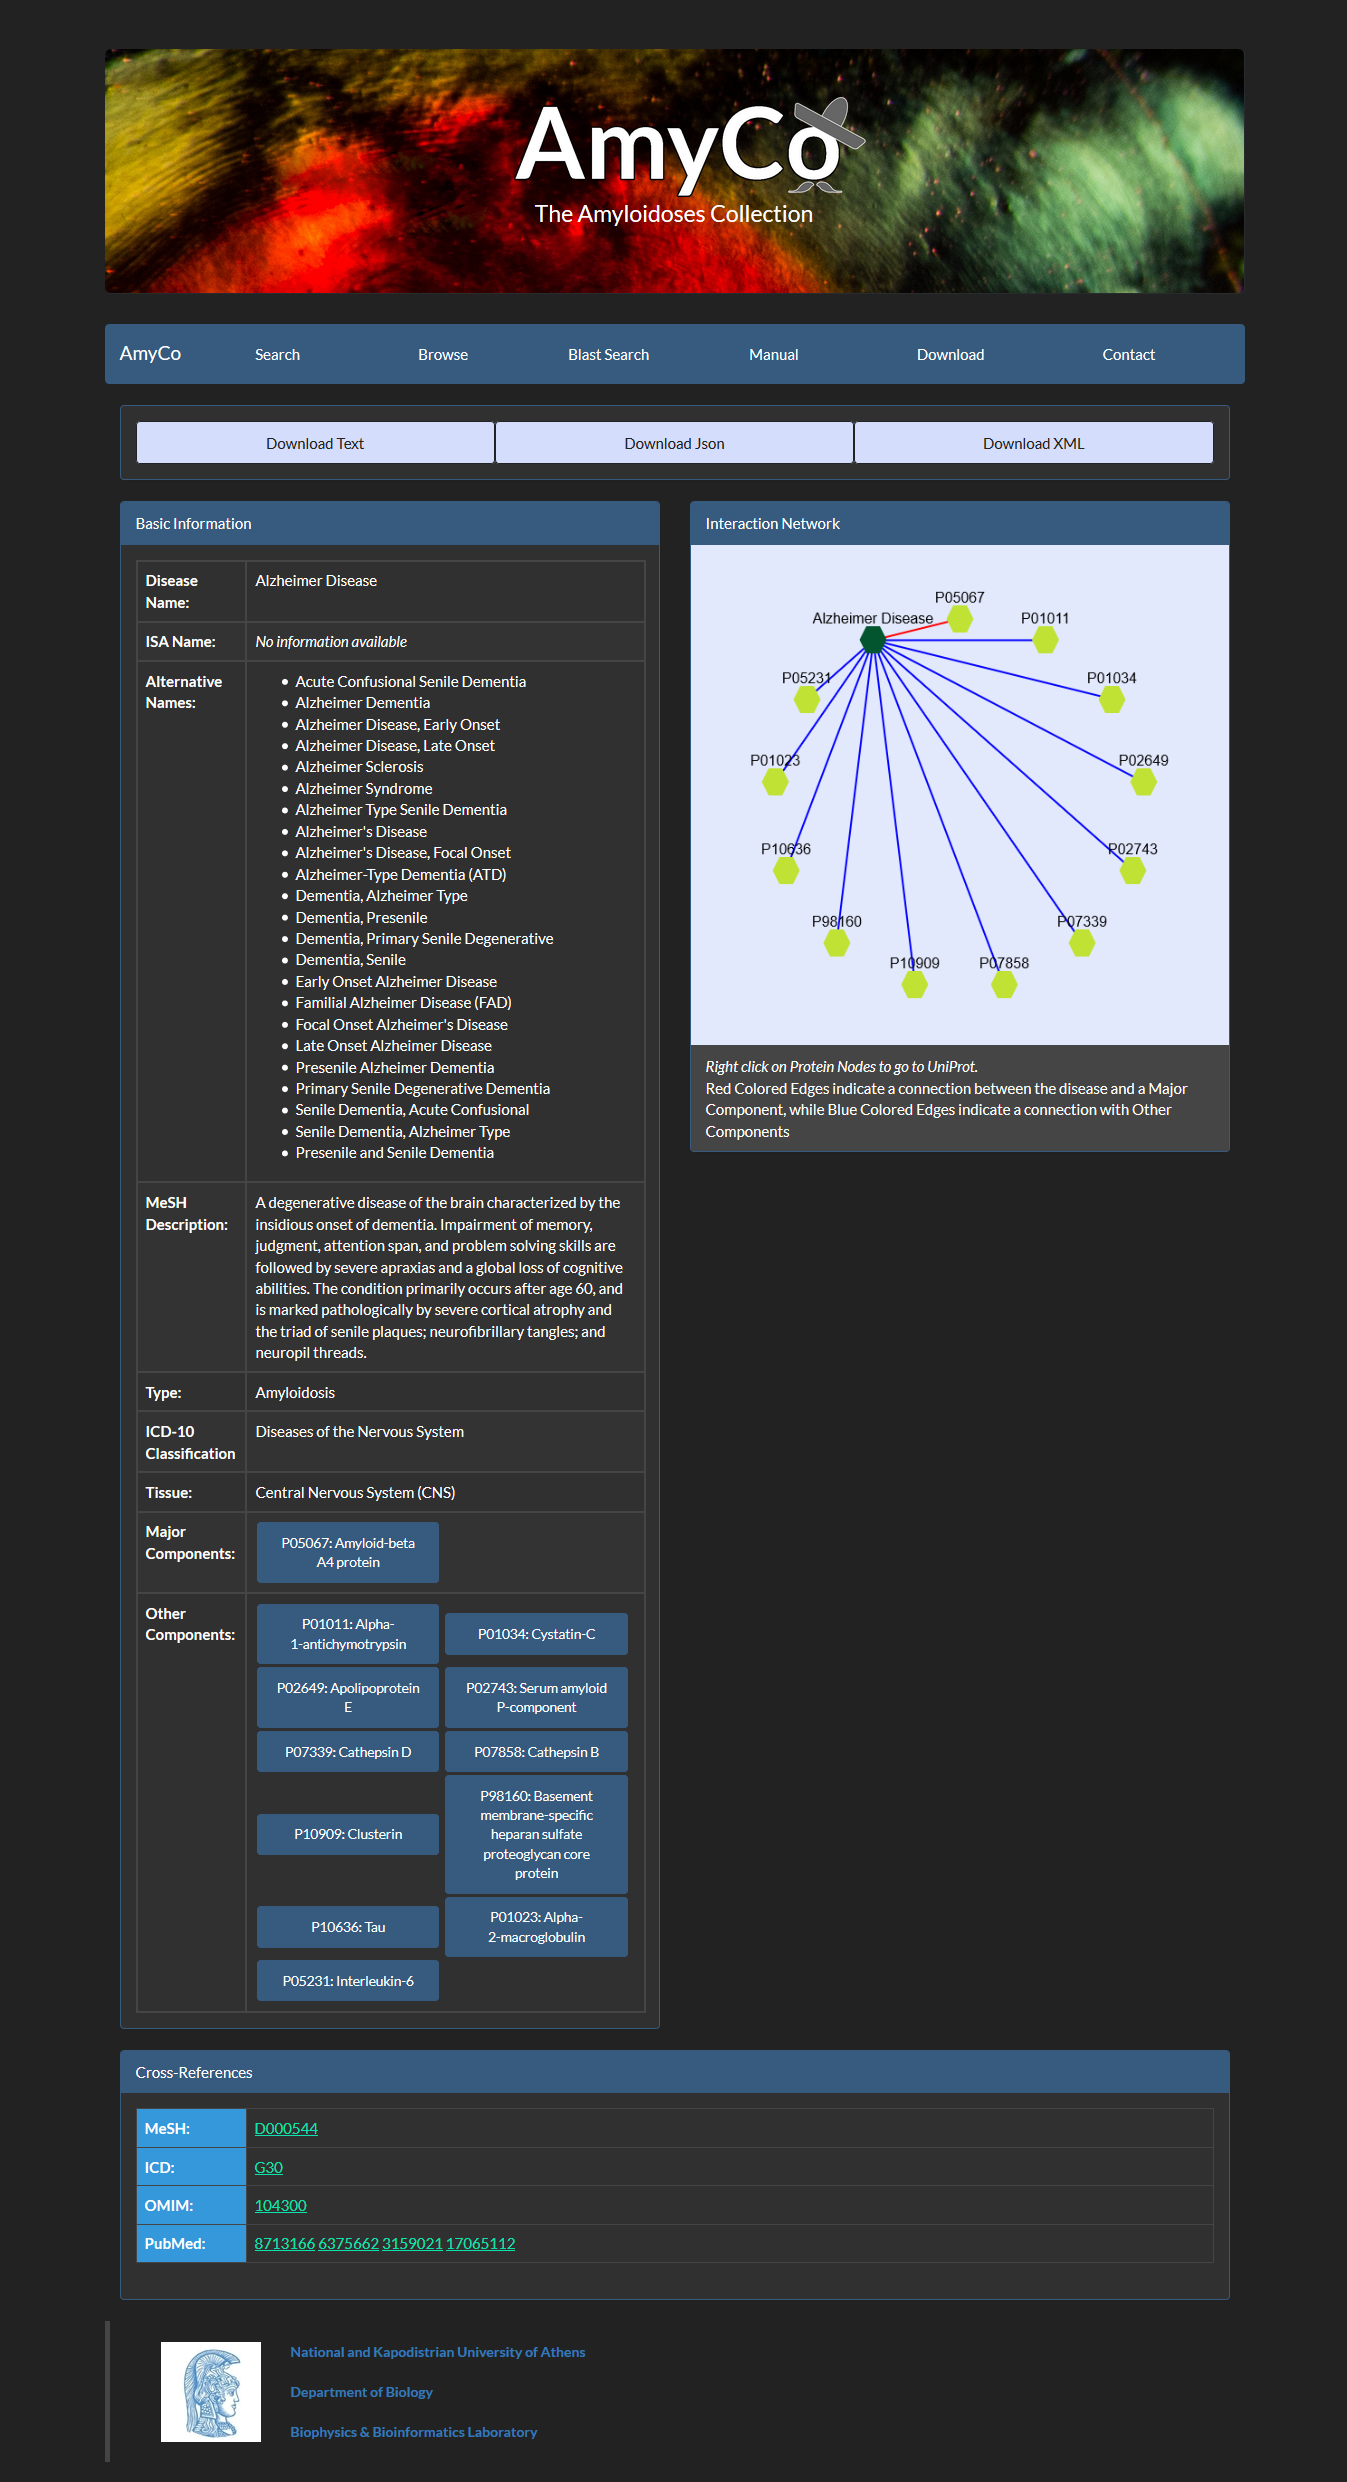 AmyCo
The Amyloidoses Collection
AmyCo
Search
Browse
Blast Search
Manual
Download
Contact
Download Text
Download Json
Download XML
Basic Information
Disease
Name:
Alzheimer Disease
ISA Name:
No information available
Alternative
Names:
• Acute Confusional Senile Dementia
• Alzheimer Dementia
• Alzheimer Disease, Early Onset
• Alzheimer Disease, Late Onset
• Alzheimer Sclerosis
• Alzheimer Syndrome
• Alzheimer Type Senile Dementia
• Alzheimer's Disease
• Alzheimer's Disease, Focal Onset
• Alzheimer-Type Dementia (ATD)
• Dementia, Alzheimer Type
• Dementia, Presenile
• Dementia, Primary Senile Degenerative
• Dementia, Senile
• Early Onset Alzheimer Disease
• Familial Alzheimer Disease (FAD)
• Focal Onset Alzheimer's Disease
• Late Onset Alzheimer Disease
• Presenile Alzheimer Dementia
• Primary Senile Degenerative Dementia
• Senile Dementia, Acute Confusional
• Senile Dementia, Alzheimer Type
• Presenile and Senile Dementia
MeSH
Description:
A degenerative disease of the brain characterized by the
insidious onset of dementia. Impairment of memory,
judgment, attention span, and problem solving skills are
followed by severe apraxias and a global loss of cognitive
abilities. The condition primarily occurs after age 60, and
is marked pathologically by severe cortical atrophy and
the triad of senile plaques; neurofibrillary tangles; and
neuropil threads.
Type:
Amyloidosis
ICD-10
Classification
Diseases of the Nervous System
Tissue:
Central Nervous System (CNS)
Major
Components:
P05067: Amyloid-beta
A4 protein
Other
Components:
P01011: Alpha-
1-antichymotrypsin
P01034: Cystatin-C
P02649: Apolipoprotein
E
P02743: Serum amyloid
P-component
P07339: Cathepsin D
P07858: Cathepsin B
P10909: Clusterin
P98160: Basement
membrane-specific
heparan sulfate
proteoglycan core
protein
P10636: Tau
P01023: Alpha-
2-macroglobulin
P05231: Interleukin-6
Interaction Network
P05067
Alzheimer Disease
P01011
P05231
P01034
P01023
P02649
P10636
P02743
P98160
P07339
P10909
P07858
Right click on Protein Nodes to go to UniProt.
Red Colored Edges indicate a connection between the disease and a Major
Component, while Blue Colored Edges indicate a connection with Other
Components
Cross-References
MeSH:
D000544
ICD:
G30
OMIM:
104300
PubMed:
8713166 6375662 3159021 17065112
National and Kapodistrian University of Athens
Department of Biology
Biophysics & Bioinformatics Laboratory